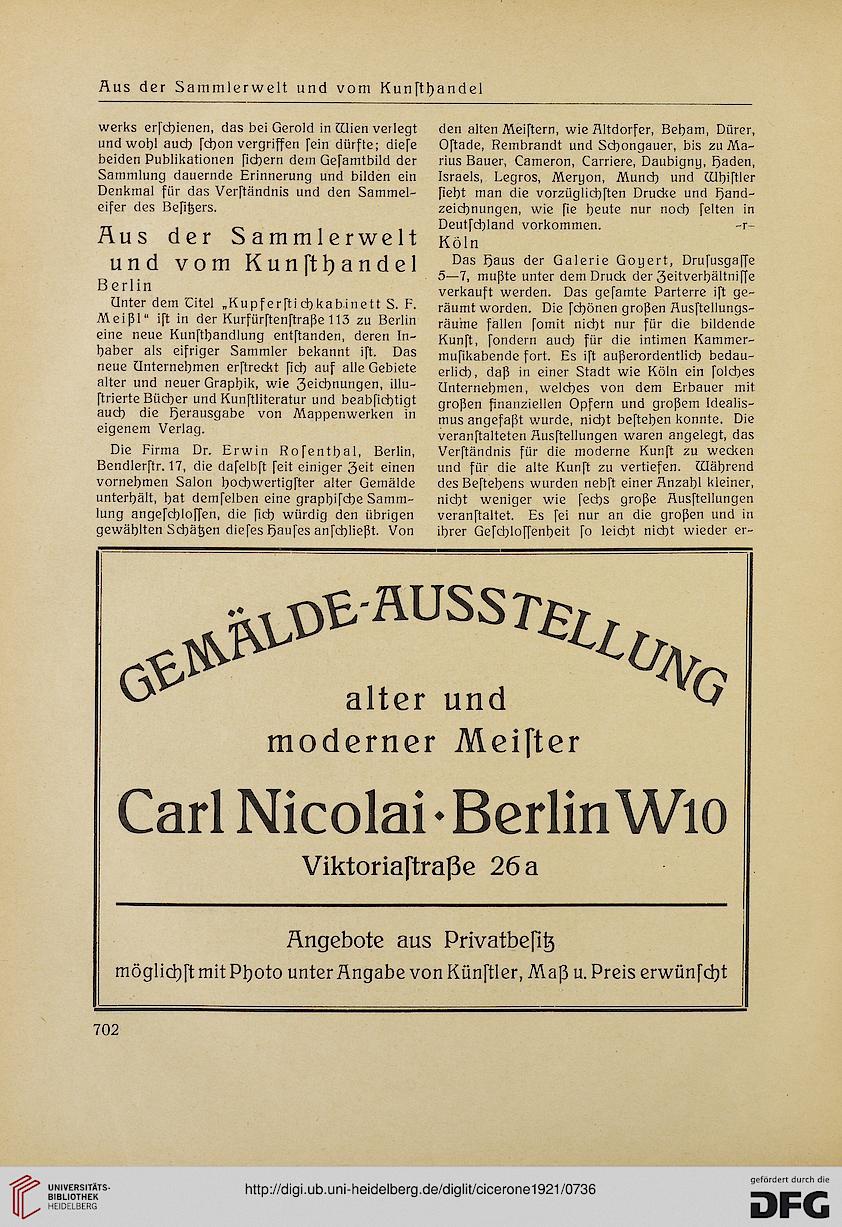 Aus der Sammlerwelt und vom Kunſthandel
werks erſchienen, das bei Gerold in Wien verlegt
und wohl auch ſchon vergriffen ſein dürfte; dieſe
beiden Publikationen ſichern dem Geſamtbild der
Sammlung dauernde Erinnerung und bilden ein
Denkmal für das Verſtändnis und den Sammel-
eifer des Beſitzers.
Aus der Sammlerwelt
und vom Kunſthandel
Berlin
Unter dem Titel „Kupferſtichkabinett S. F.
Meißl“ iſt in der Kurfürſtenſtraße 113 zu Berlin
eine neue Kunſthandlung entſtanden, deren In-
haber als eifriger Sammler bekannt iſt. Das
neue Unternehmen erſtreckt ſich auf alle Gebiete
alter und neuer Graphik, wie Zeichnungen, illu-
ſtrierte Bücher und Kunſtliteratur und beabſichtigt
auch die Herausgabe von Mappenwerken in
eigenem Verlag.
Die Firma Dr. Erwin Roſenthal, Berlin,
Bendlerſtr. 17, die daſelbſt ſeit einiger Zeit einen
vornehmen Salon hochwertigſter alter Gemälde
unterhält, hat demſelben eine graphiſche Samm-
lung angeſchloſſen, die ſich würdig den übrigen
gewählten Schätzen dieſes Hauſes anſchließt. Von
den alten Meiſtern, wie Altdorfer, Beham, Dürer,
Oſtade, Rembrandt und Schongauer, bis zu Ma-
rius Bauer, Cameron, Carriere, Daubigny, Haden,
Israels, Legros, Meryon, Munch und Whiſtler
ſieht man die vorzüglichſten Drucke und Hand-
zeichnungen, wie ſie heute nur noch ſelten in
Deutſchland vorkommen. -r-
Köln
Das Haus der Galerie Goyert, Druſusgaſſe
5—7, mußte unter dem Druck der Zeitverhältniſſe
verkauft werden. Das geſamte Parterre iſt ge-
räumt worden. Die ſchönen großen Ausſtellungs-
räume fallen ſomit nicht nur für die bildende
Kunſt, ſondern auch für die intimen Kammer-
muſikabende fort. Es iſt außerordentlich bedau-
erlich, daß in einer Stadt wie Köln ein ſolches
Unternehmen, welches von dem Erbauer mit
großen finanziellen Opfern und großem Idealis-
mus angefaßt wurde, nicht beſtehen konnte. Die
veranſtalteten Ausſtellungen waren angelegt, das
Verſtändnis für die moderne Kunſt zu wecken
und für die alte Kunſt zu vertiefen. Während
des Beſtehens wurden nebſt einer Anzahl kleiner,
nicht weniger wie ſechs große Ausſtellungen
veranſtaltet. Es ſei nur an die großen und in
ihrer Geſchloſſenheit ſo leicht nicht wieder er-
GEMÄLDE-AUSSTELLUNG
alter und
moderner Meiſter
Carl Nicolai · Berlin W10
Viktoriaſtraße 26a
Angebote aus Privatbeſitz
möglichſt mit Photo unter Angabe von Künſtler, Maß u. Preis erwünſcht
702
UNIVERSITÄTS-
BIBLIOTHEK
HEIDELBERG
http://digi.ub.uni-heidelberg.de/diglit/cicerone1921/0736
gefördert durch die
DFG